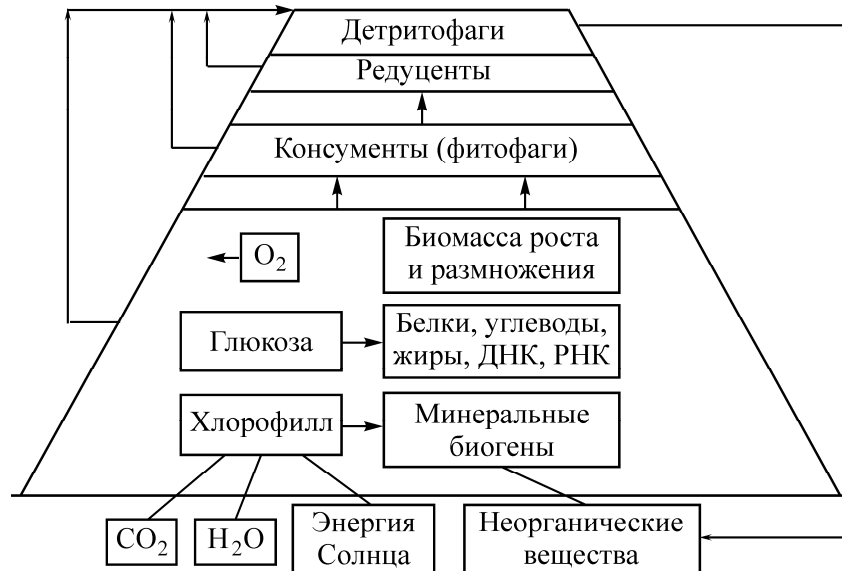 Детритофаги
Редуценты
Консументы (фитофаги)
O₂
Биомасса роста
и размножения
Глюкоза
Белки, углеводы,
жиры, ДНК, РНК
Хлорофилл
Минеральные
биогены
CO₂
H₂O
Энергия
Солнца
Неорганические
вещества